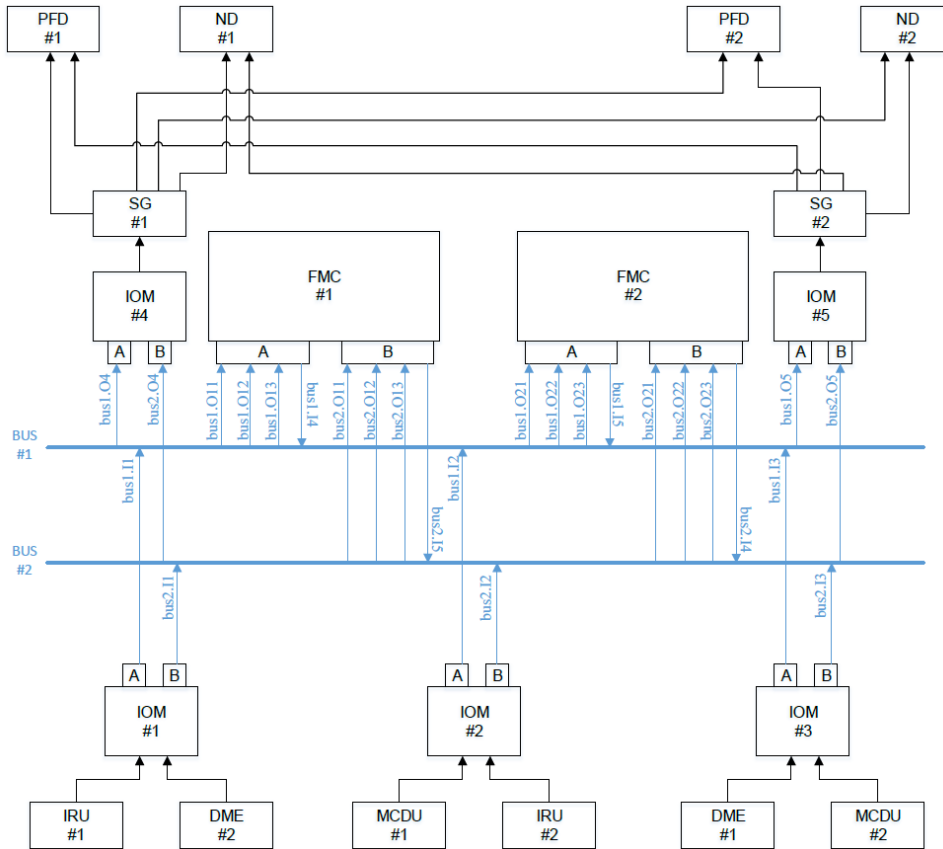 PFD
#1
ND
#1
PFD
#2
ND
#2
SG
#1
SG
#2
IOM
#4
FMC
#1
FMC
#2
IOM
#5
A
B
A
B
A
B
A
B
bus1.O4
bus2.O4
bus1.O11
bus1.O12
bus1.O13
bus1.I4
bus2.O11
bus2.O12
bus2.O13
bus1.O21
bus1.O22
bus1.O23
bus1.I5
bus2.O21
bus2.O22
bus2.O23
bus1.O5
bus2.O5
BUS
#1
bus1.I1
bus2.I5
bus1.I2
bus2.I4
bus1.I3
BUS
#2
bus2.I1
bus2.I2
bus2.I3
A
B
A
B
A
B
IOM
#1
IOM
#2
IOM
#3
IRU
#1
DME
#2
MCDU
#1
IRU
#2
DME
#1
MCDU
#2